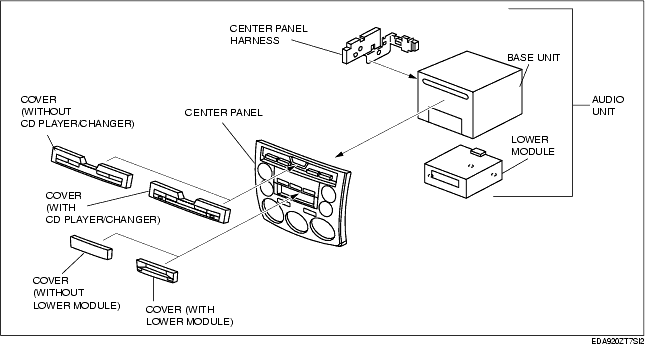 CENTER PANEL
HARNESS
BASE UNIT
AUDIO
UNIT
COVER
(WITHOUT
CD PLAYER/CHANGER)
CENTER PANEL
LOWER
MODULE
COVER
(WITH
CD PLAYER/CHANGER)
COVER
(WITHOUT
LOWER MODULE)
COVER (WITH
LOWER MODULE)
EDA920ZT7SI2